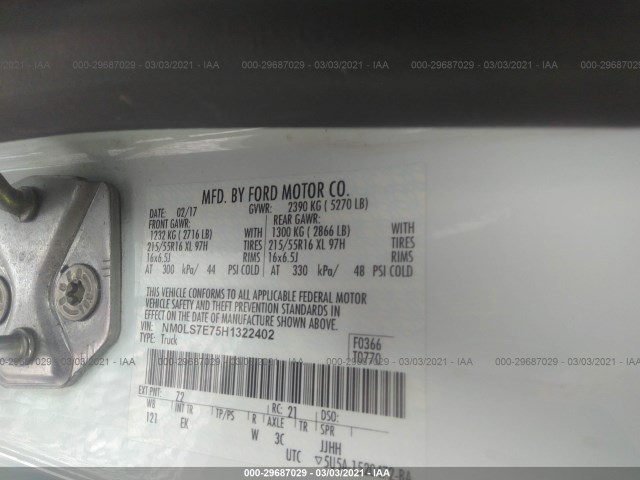 000-29687029 - 03/03/2021 - IAA 000-29687029 - 03/03/2021 - IAA 000-29687029 - 03/03/2021 - IAA
MFD. BY FORD MOTOR CO.
DATE: 02/17 GVWR: 2390 KG ( 5270 LB)
FRONT GAWR: REAR GAWR:
1232 KG ( 2716 LB) WITH 1300 KG ( 2866 LB) WITH
215/55R16 XL 97H TIRES 215/55R16 XL 97H TIRES
16x6.5J RIMS 16x6.5J RIMS
AT 300 kPa/ 44 PSI COLD AT 330 kPa/ 48 PSI COLD
THIS VEHICLE CONFORMS TO ALL APPLICABLE FEDERAL MOTOR
VEHICLE SAFETY AND THEFT PREVENTION STANDARDS IN
EFFECT ON THE DATE OF MANUFACTURE SHOWN ABOVE.
VIN: NM0LS7E75H1322402
TYPE: Truck
F0366
T0770
EXT PNT: Z2 RC: 21 DSO:
WB INT TR TP/PS R AXLE TR SPR
121 EK W 3C JJHH
UTC
000-29687029 - 03/03/2021 - IAA 000-29687029 - 03/03/2021 - IAA 000-29687029 - 03/03/2021 - IAA
000-29687029 - 03/03/2021 - IAA